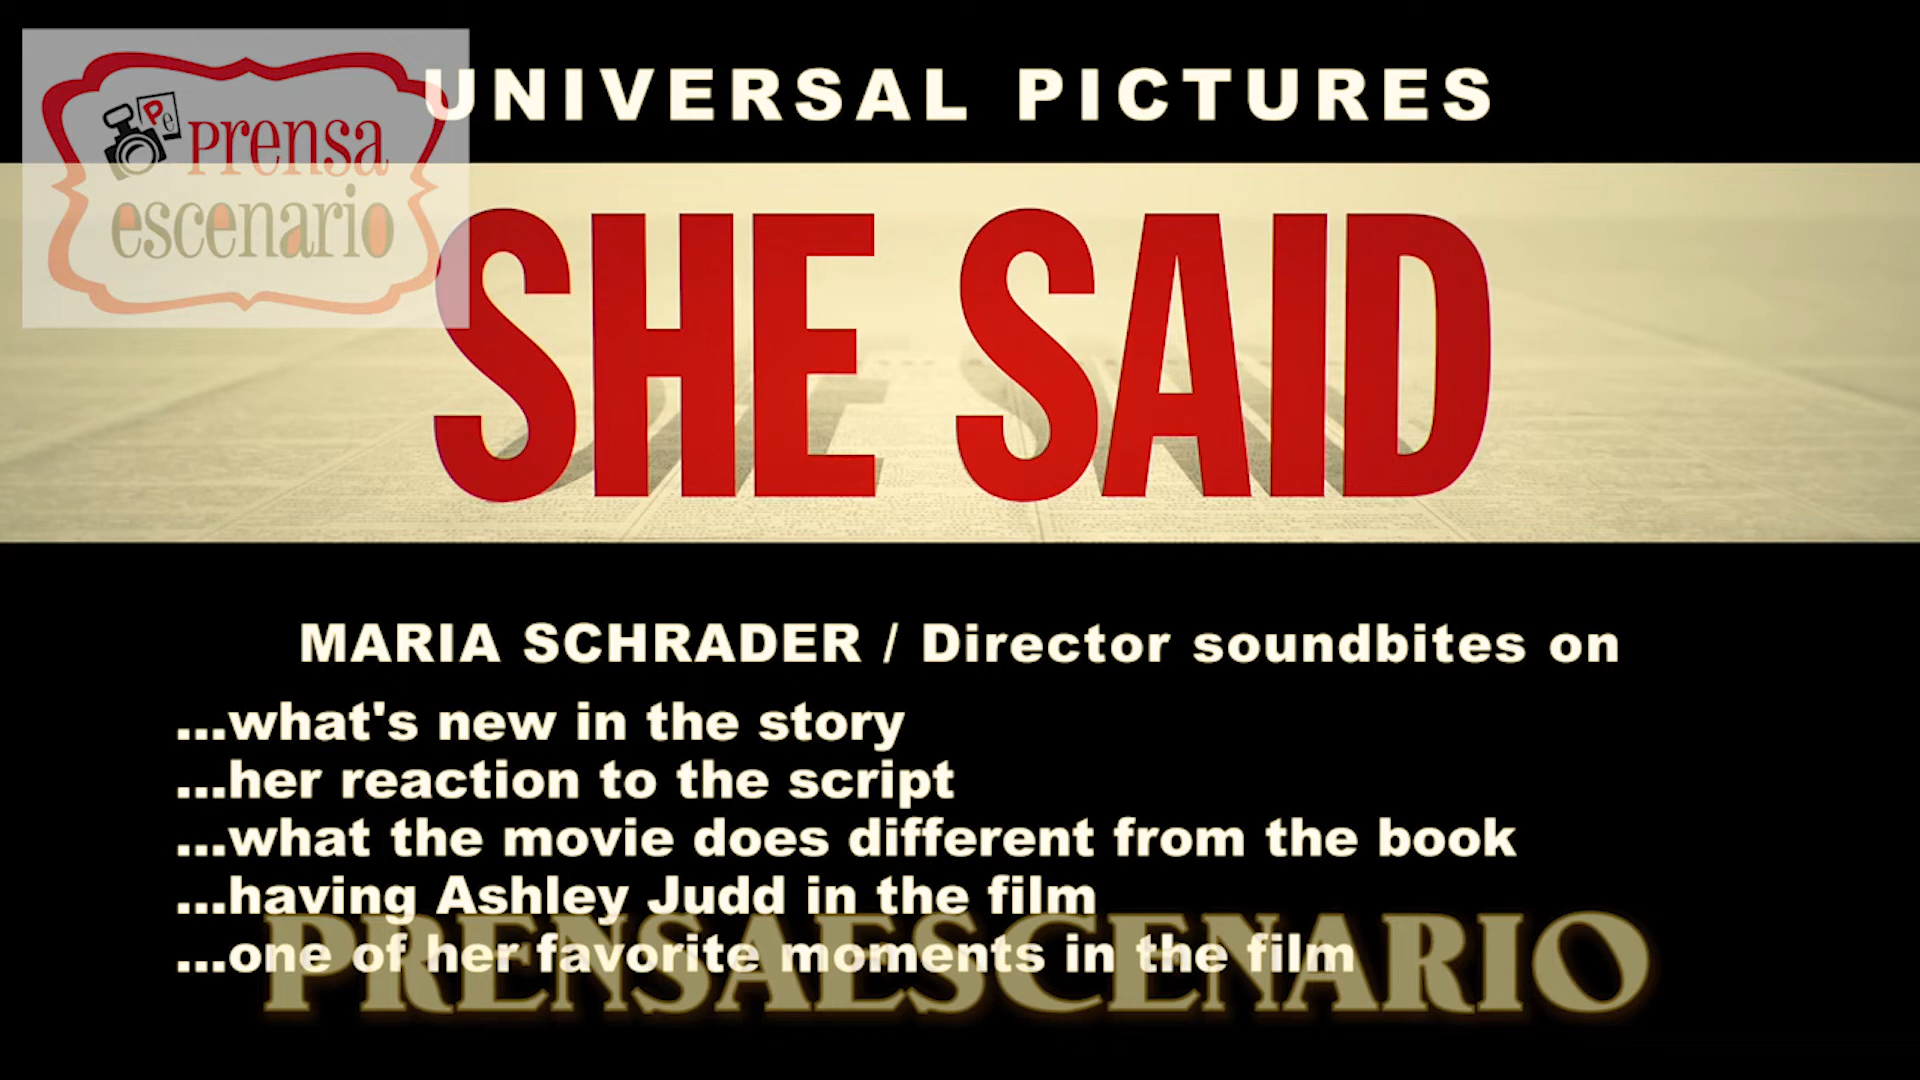 Pe prensa
escenario
UNIVERSAL PICTURES
SHE SAID
MARIA SCHRADER / Director soundbites on
...what's new in the story
...her reaction to the script
...what the movie does different from the book
...having Ashley Judd in the film
...one of her favorite moments in the film
PRENSAESCENARIO